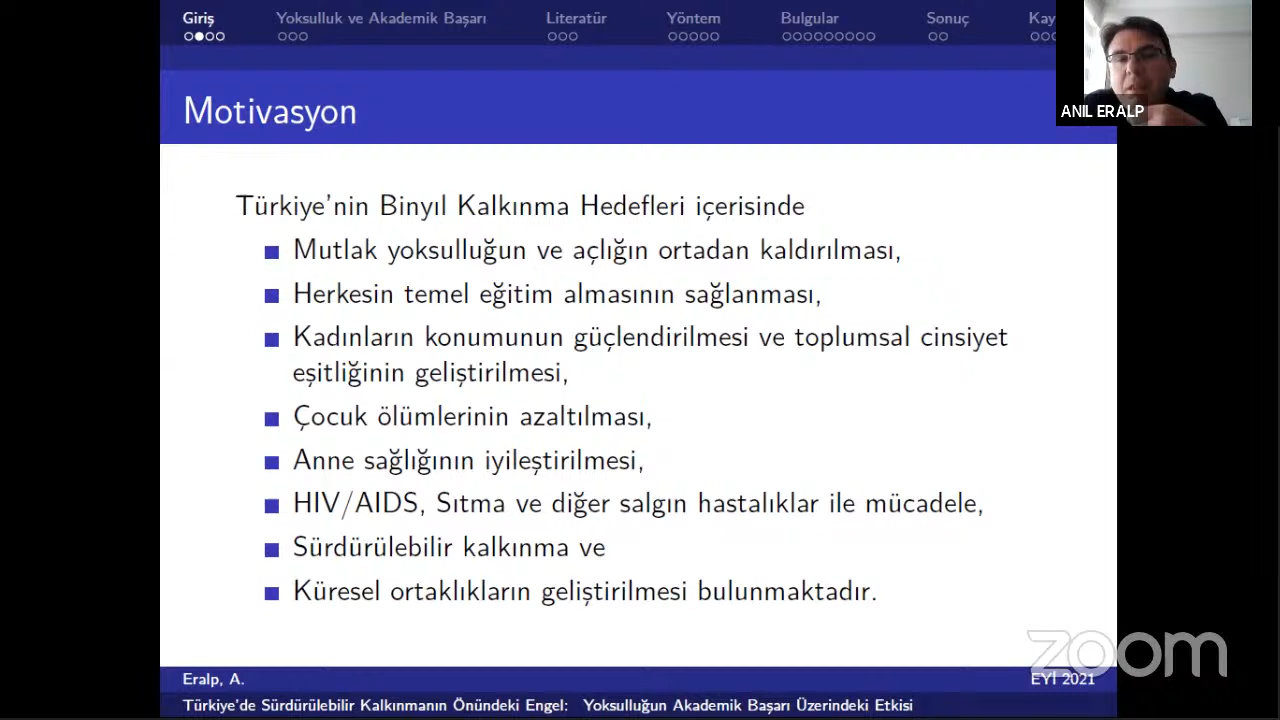 Giriş
Yoksulluk ve Akademik Başarı
Literatür
Yöntem
Bulgular
Sonuç
Kay
ANIL ERALP
Motivasyon
Türkiye'nin Binyıl Kalkınma Hedefleri içerisinde
Mutlak yoksulluğun ve açlığın ortadan kaldırılması,
Herkesin temel eğitim almasının sağlanması,
Kadınların konumunun güçlendirilmesi ve toplumsal cinsiyet
eşitliğinin geliştirilmesi,
Çocuk ölümlerinin azaltılması,
Anne sağlığının iyileştirilmesi,
HIV/AIDS, Sıtma ve diğer salgın hastalıklar ile mücadele,
Sürdürülebilir kalkınma ve
Küresel ortaklıkların geliştirilmesi bulunmaktadır.
zoom
Eralp, A.
EYİ 2021
Türkiye'de Sürdürülebilir Kalkınmanın Önündeki Engel: Yoksulluğun Akademik Başarı Üzerindeki Etkisi